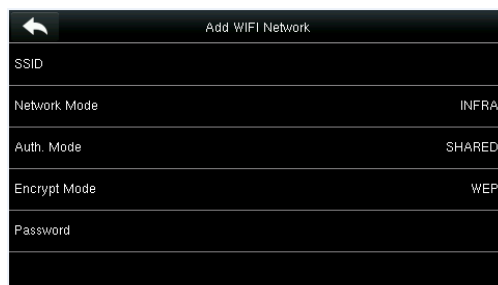 Add WIFI Network
SSID
Network Mode INFRA
Auth. Mode SHARED
Encrypt Mode WEP
Password